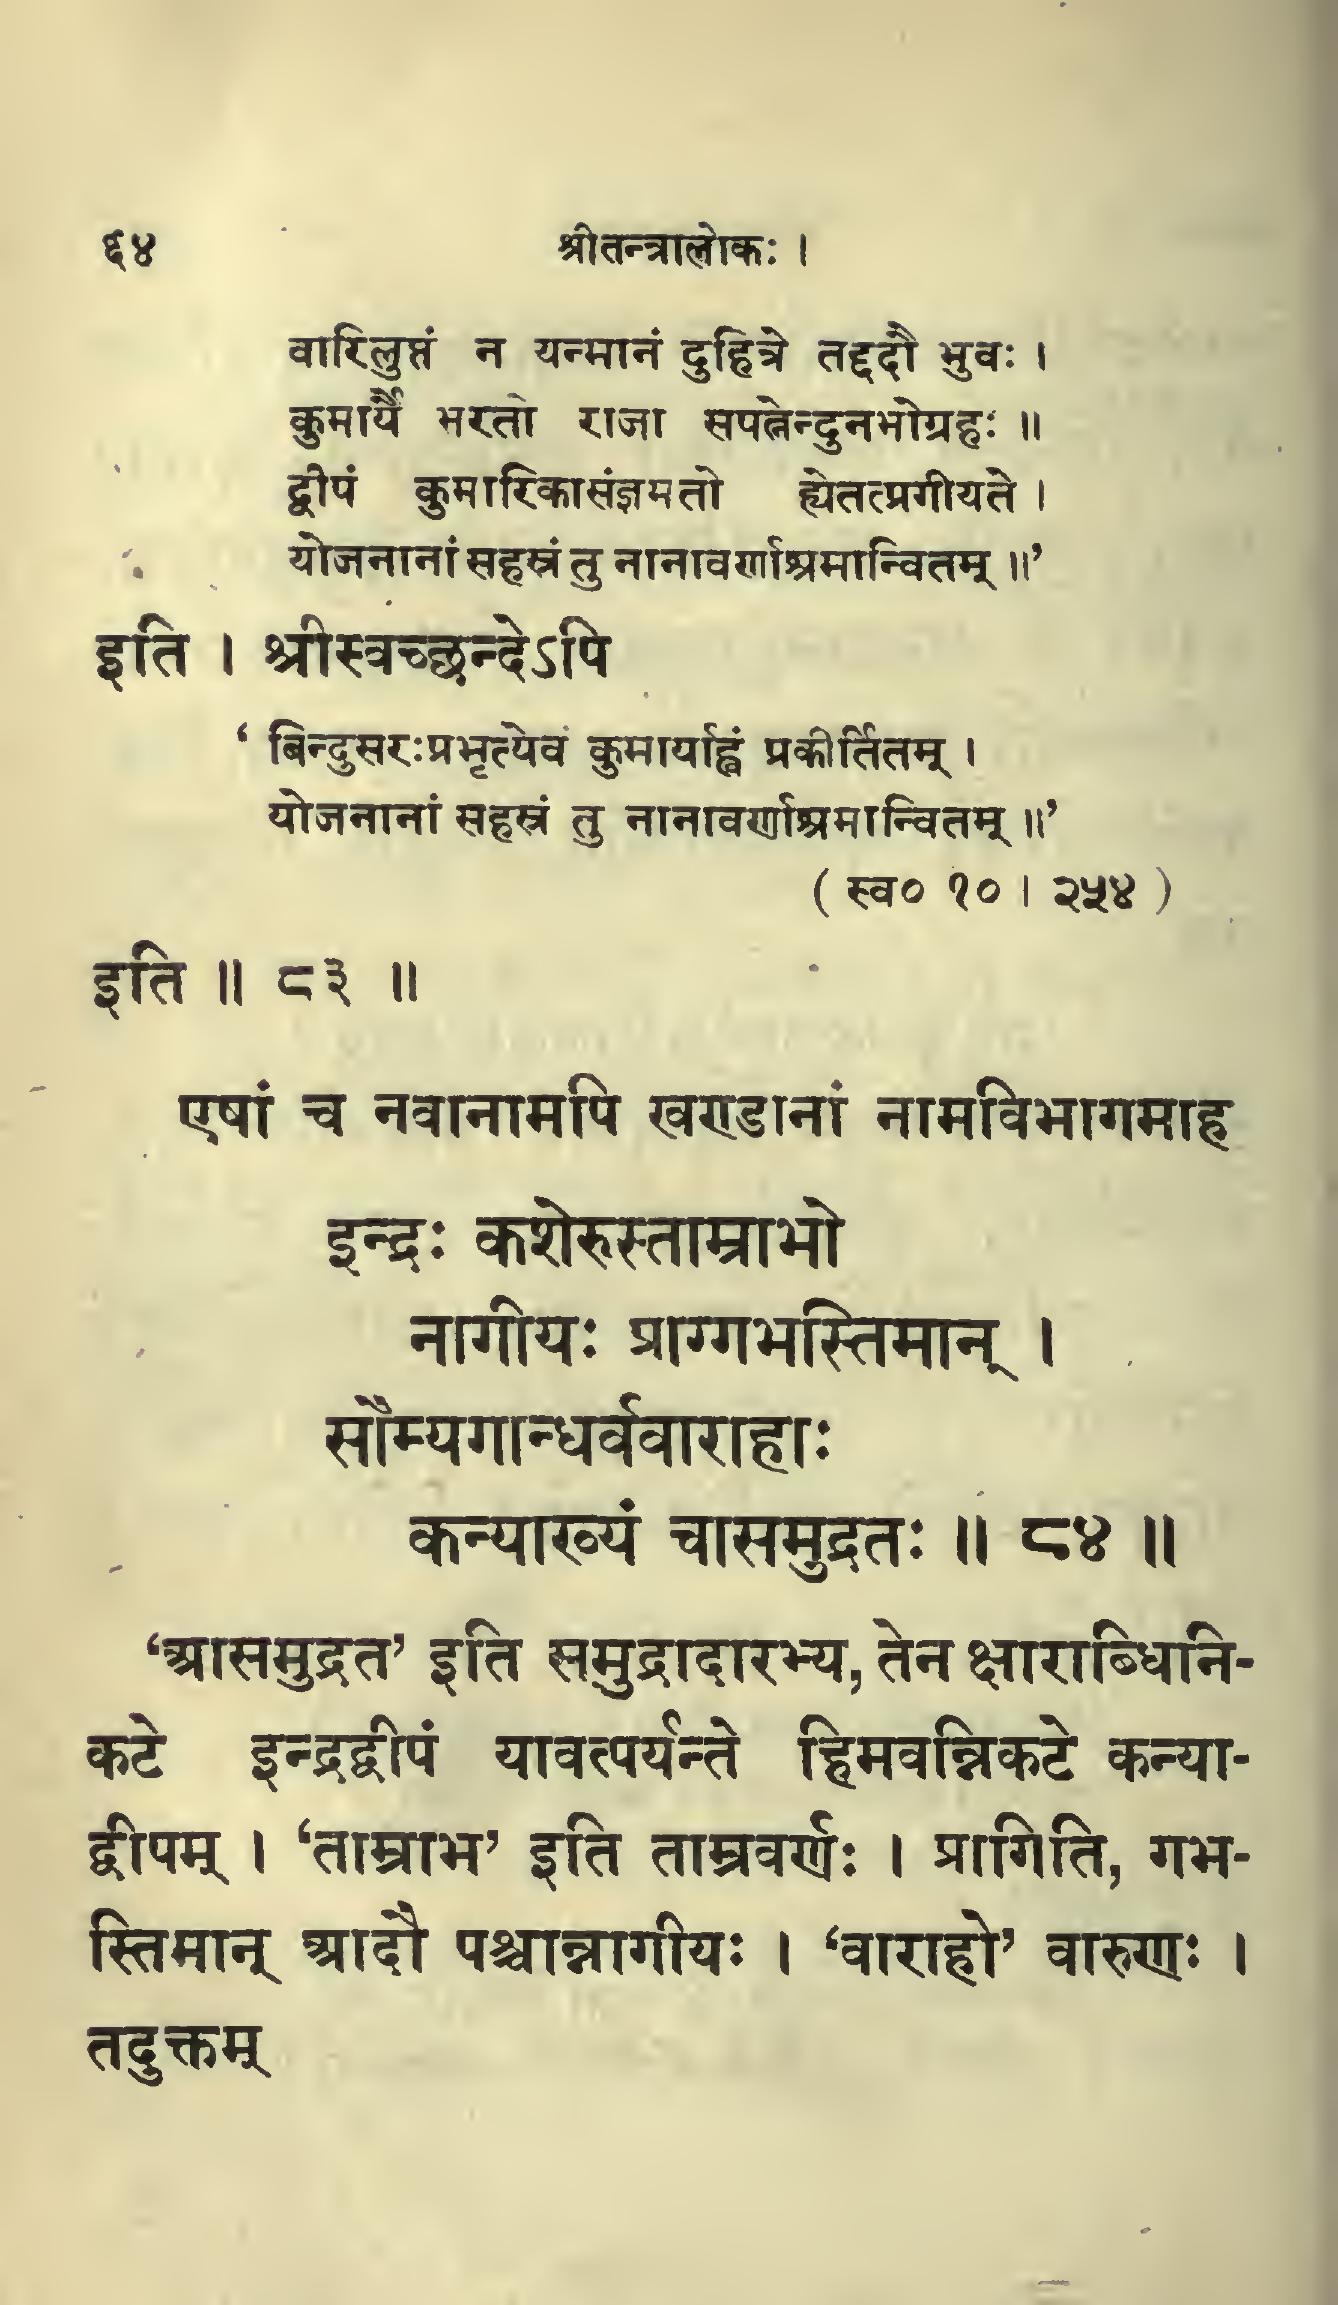 ६४ श्रीतन्त्रालोकः ।
वारिलुप्तं न यन्मानं दुहित्रे तद्ददौ भुवः ।
कुमार्यै भरतो राजा सपत्नेन्दुनभोग्रहः ॥
द्वीपं कुमारिकासंज्ञमतो ह्येतत्प्रगीयते ।
योजनानां सहस्रं तु नानावर्णाश्रमान्वितम् ॥’
इति । श्रीस्वच्छन्देऽपि
‘ बिन्दुसरःप्रभृत्येवं कुमार्याह्वं प्रकीर्तितम् ।
योजनानां सहस्रं तु नानावर्णाश्रमान्वितम् ॥’
( स्व० १० । २५४ )
इति ॥ ८३ ॥
एषां च नवानामपि खण्डानां नामविभागमाह
इन्द्रः कशेरुस्ताम्राभो
नागीयः प्राग्गभस्तिमान् ।
सौम्यगान्धर्ववाराहाः
कन्याख्यं चासमुद्रतः ॥ ८४ ॥
‘आसमुद्रत’ इति समुद्रादारभ्य, तेन क्षाराब्धिनि-
कटे इन्द्रद्वीपं यावत्पर्यन्ते हिमवन्निकटे कन्या-
द्वीपम् । ‘ताम्राभ’ इति ताम्रवर्णः । प्रागिति, गभ-
स्तिमान् आदौ पश्चान्नागीयः । ‘वाराहो’ वारुणः ।
तदुक्तम्